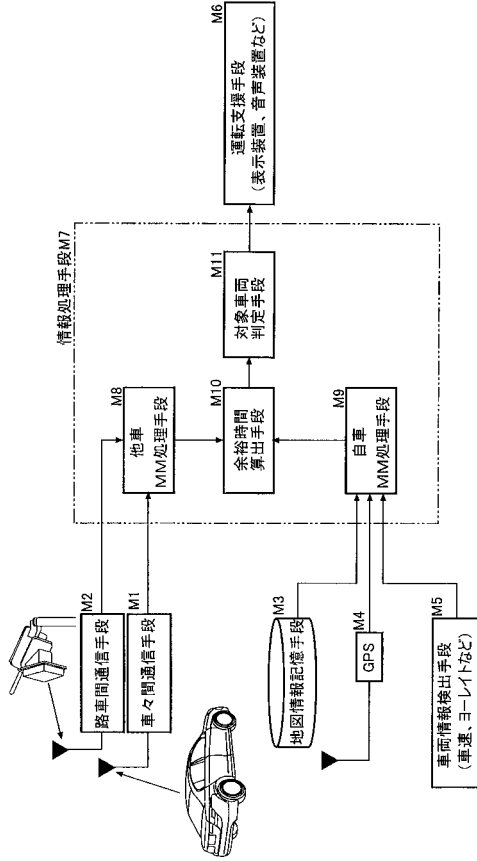 M2
路車間通信手段
M1
車々間通信手段
M3
地図情報記憶手段
M4
GPS
M5
車両情報検出手段
(車速、ヨーレイトなど)
情報処理手段M7
M8
他車
MM処理手段
M10
余裕時間
算出手段
M9
自車
MM処理手段
M11
対象車両
判定手段
M6
運転支援手段
(表示装置、音声装置など)